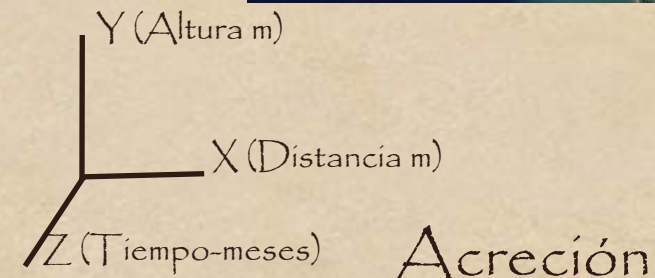 Y (Altura m)
X (Distancia m)
Z (Tiempo-meses)
Acreción